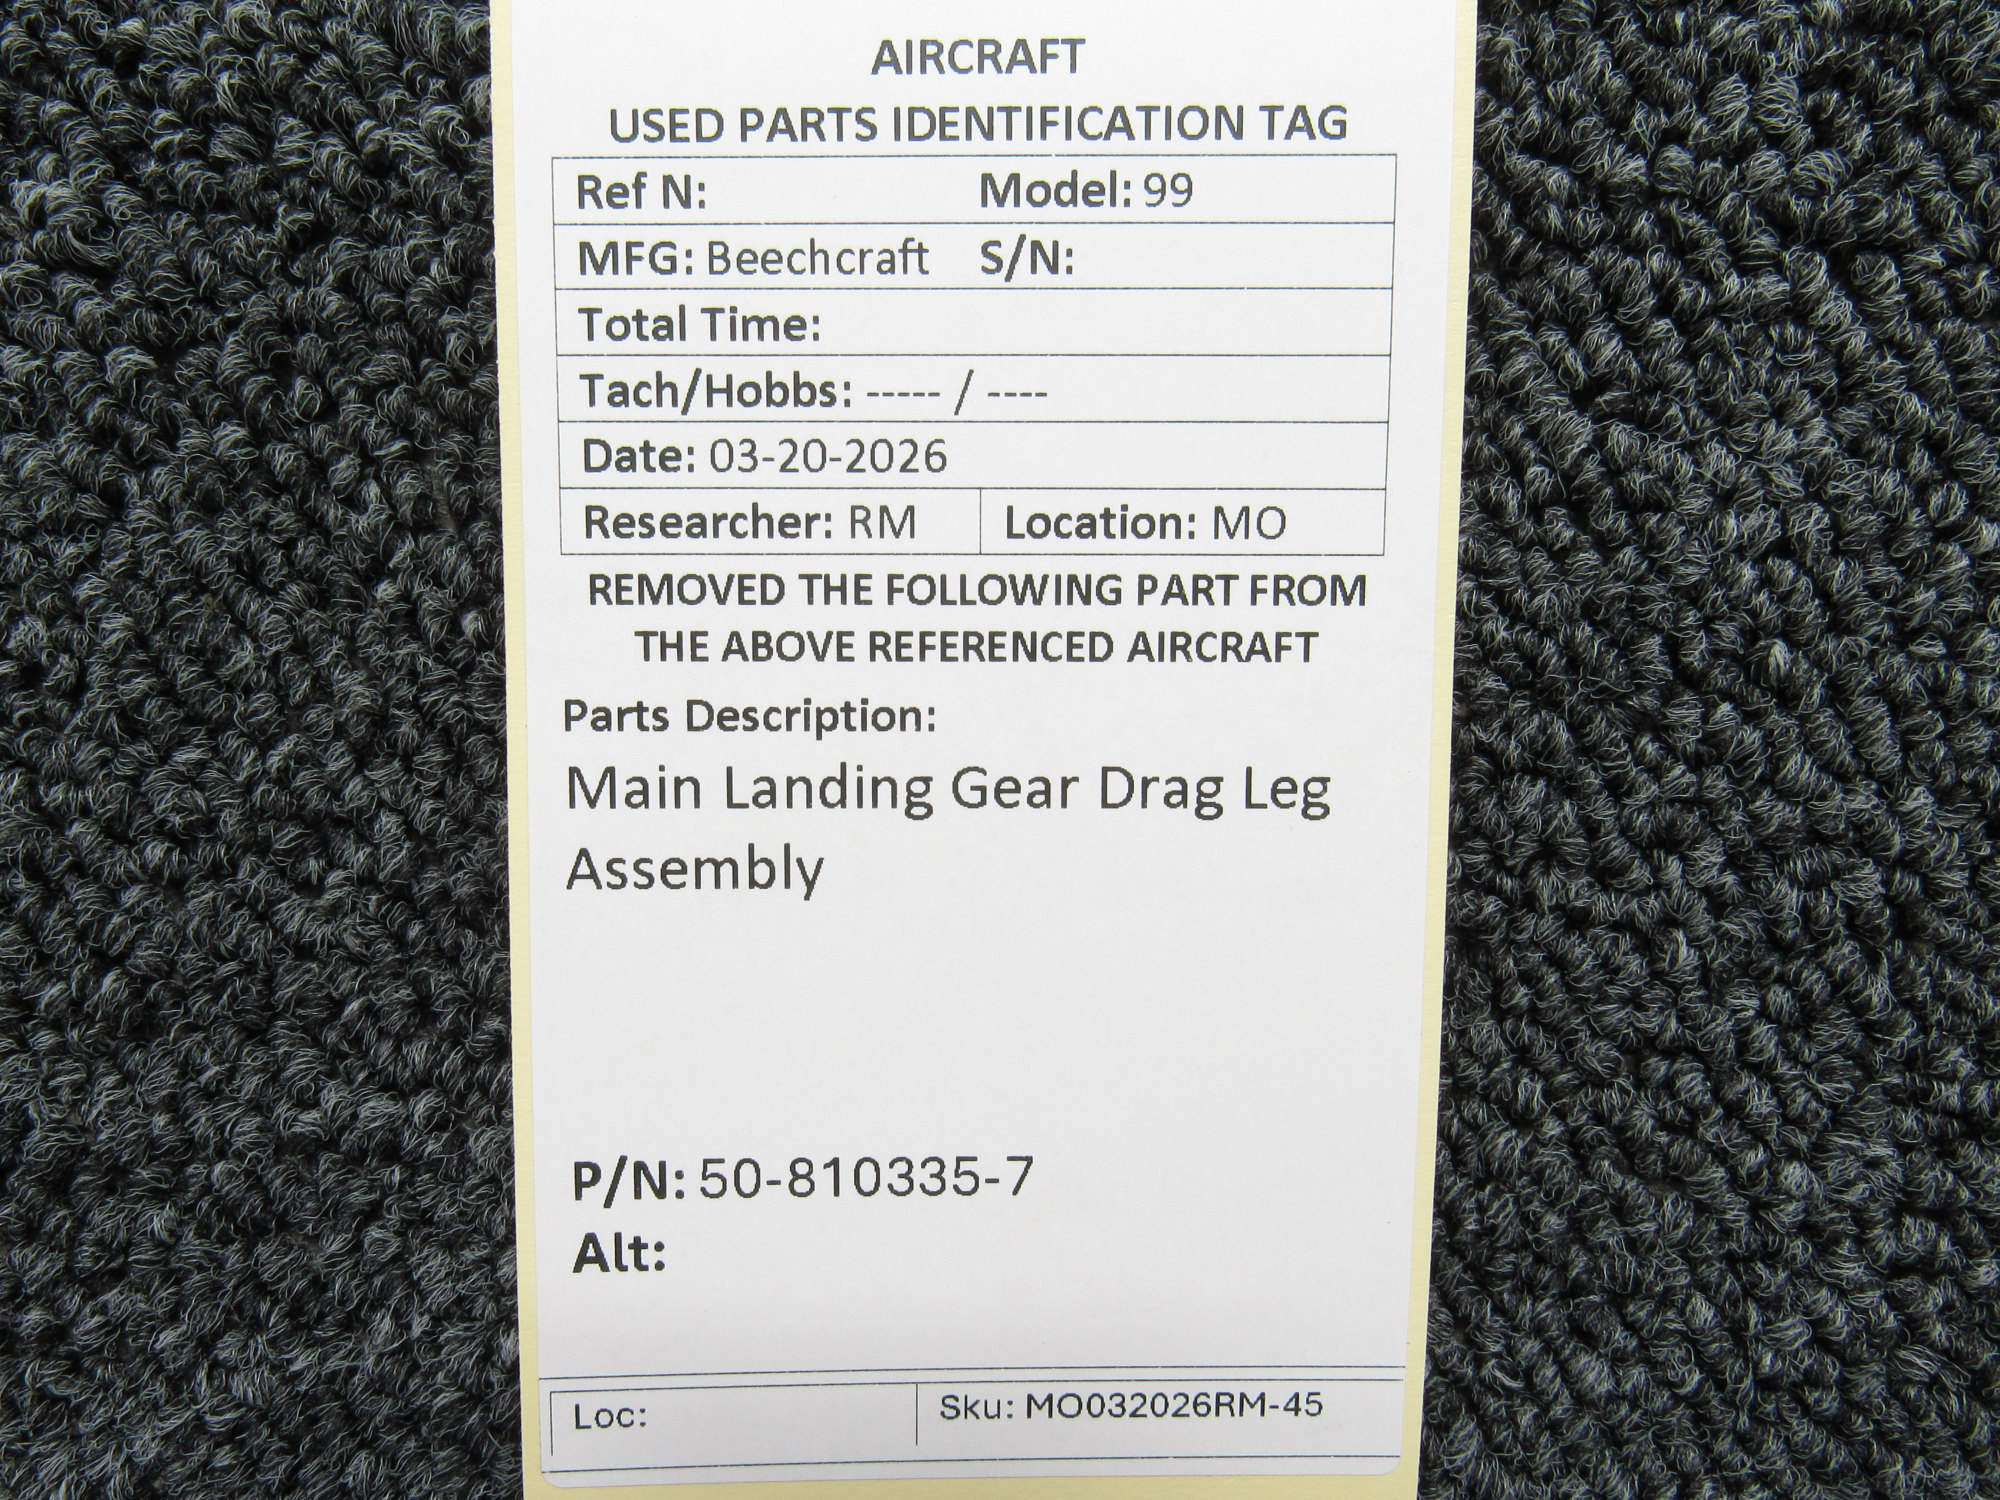 AIRCRAFT
USED PARTS IDENTIFICATION TAG
Ref N: Model: 99
MFG: Beechcraft S/N:
Total Time:
Tach/Hobbs: ----- / ----
Date: 03-20-2026
Researcher: RM Location: MO
REMOVED THE FOLLOWING PART FROM
THE ABOVE REFERENCED AIRCRAFT
Parts Description:
Main Landing Gear Drag Leg
Assembly
P/N: 50-810335-7
Alt:
Loc: Sku: MO032026RM-45